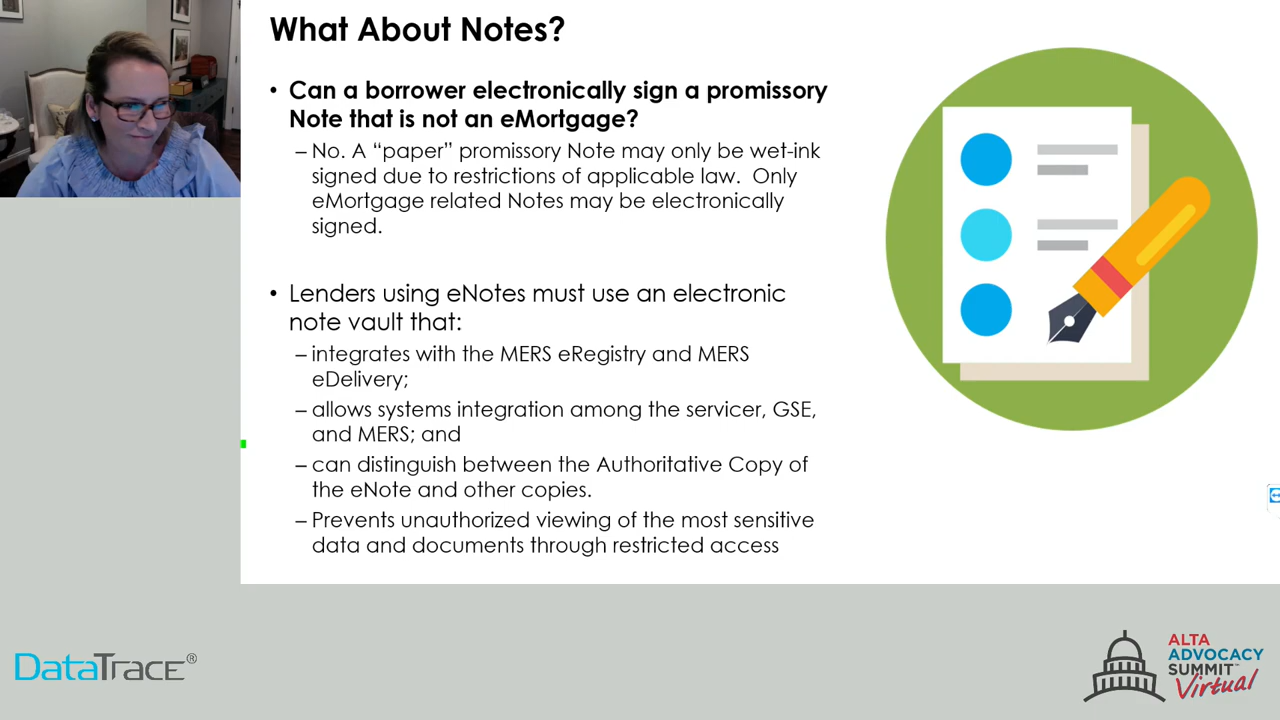 What About Notes?
• Can a borrower electronically sign a promissory
Note that is not an eMortgage?
– No. A “paper” promissory Note may only be wet-ink
signed due to restrictions of applicable law. Only
eMortgage related Notes may be electronically
signed.
• Lenders using eNotes must use an electronic
note vault that:
– integrates with the MERS eRegistry and MERS
eDelivery;
– allows systems integration among the servicer, GSE,
and MERS; and
– can distinguish between the Authoritative Copy of
the eNote and other copies.
– Prevents unauthorized viewing of the most sensitive
data and documents through restricted access
DataTrace®
ALTA
ADVOCACY
SUMMIT™
Virtual